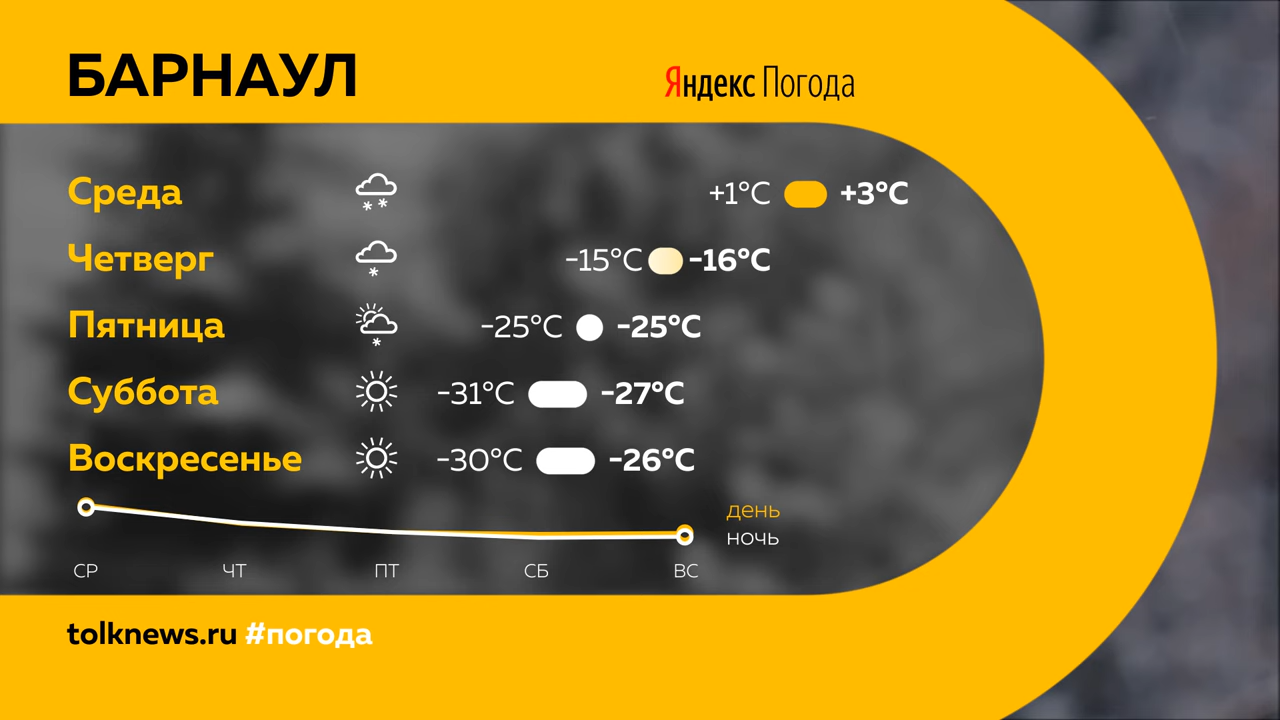 БАРНАУЛ
Яндекс Погода
Среда +1°C +3°C
Четверг -15°C -16°C
Пятница -25°C -25°C
Суббота -31°C -27°C
Воскресенье -30°C -26°C
день
ночь
СР ЧТ ПТ СБ ВС
tolknews.ru #погода